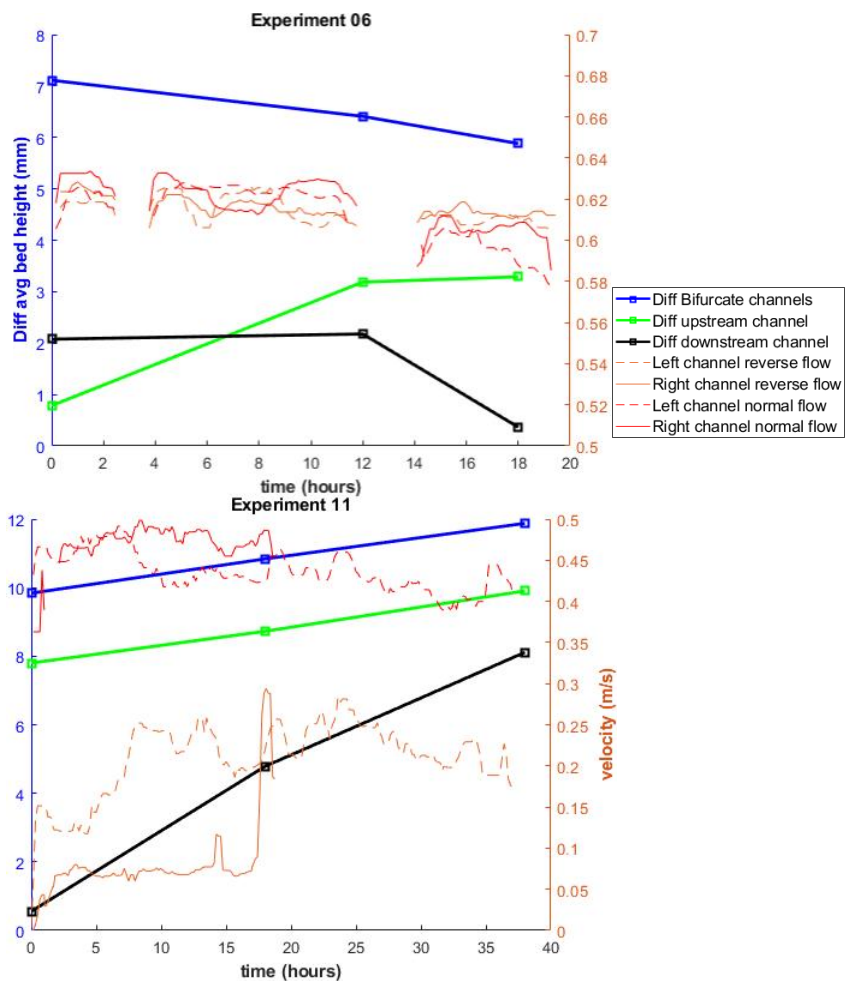 Experiment 06
Diff avg bed height (mm)
8
7
6
5
4
3
2
1
0
0.7
0.68
0.66
0.64
0.62
0.6
0.58
0.56
0.54
0.52
0.5
0 2 4 6 8 10 12 14 16 18 20
time (hours)
Diff Bifurcate channels
Diff upstream channel
Diff downstream channel
Left channel reverse flow
Right channel reverse flow
Left channel normal flow
Right channel normal flow
Experiment 11
12
10
8
6
4
2
0
0.5
0.45
0.4
0.35
0.3
0.25
0.2
0.15
0.1
0.05
0
velocity (m/s)
0 5 10 15 20 25 30 35 40
time (hours)